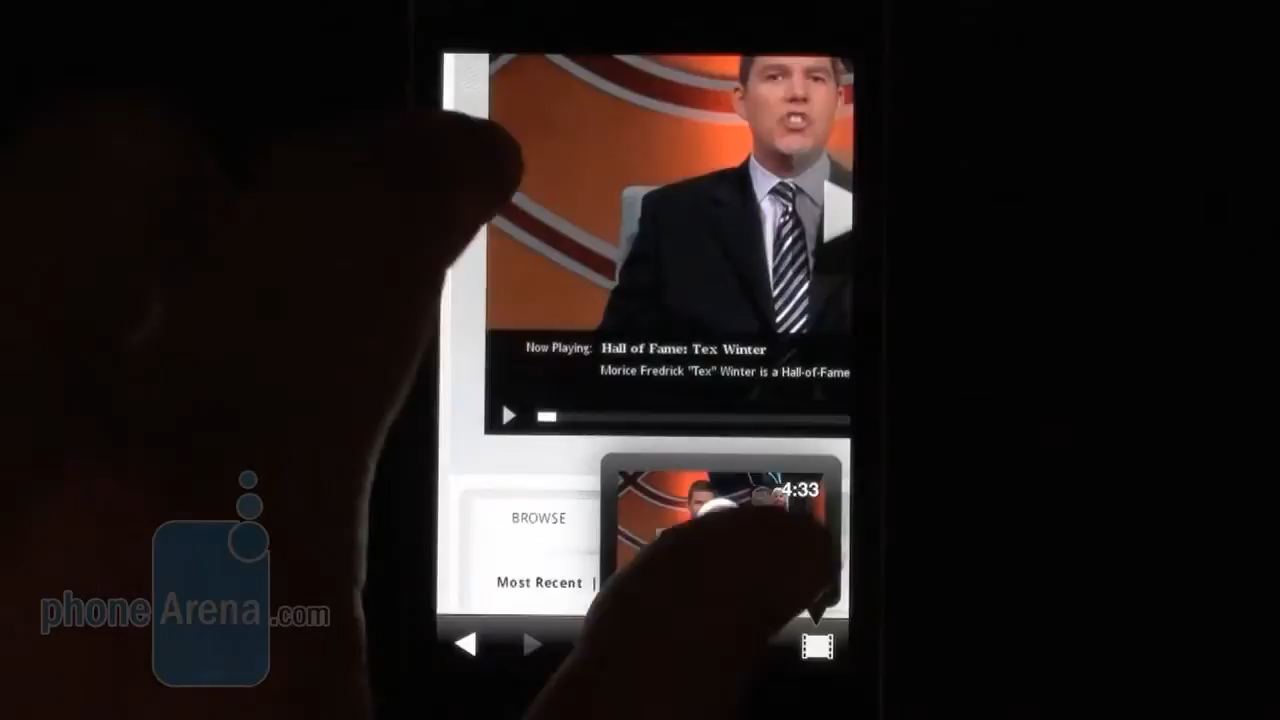 Now Playing: Hall of Fame: Tex Winter
Morice Fredrick "Tex" Winter is a Hall-of-Fame
4:33
BROWSE
Most Recent |
phoneArena.com